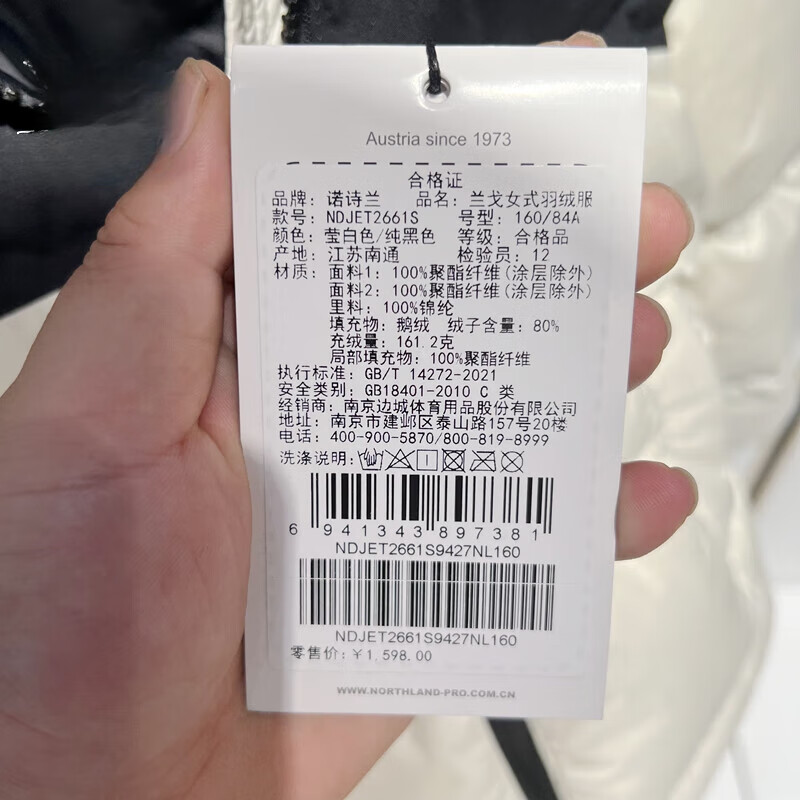 Austria since 1973
合格证
品牌: 诺诗兰 品名: 兰戈女式羽绒服
款号: NDJET2661S 号型: 160/84A
颜色: 莹白色/纯黑色 等级: 合格品
产地: 江苏南通 检验员: 12
材质: 面料1: 100%聚酯纤维(涂层除外)
面料2: 100%聚酯纤维(涂层除外)
里料: 100%锦纶
填充物: 鹅绒 绒子含量: 80%
充绒量: 161.2克
局部填充物: 100%聚酯纤维
执行标准: GB/T 14272-2021
安全类别: GB18401-2010 C 类
经销商: 南京边城体育用品股份有限公司
地址: 南京市建邺区泰山路157号20楼
电话: 400-900-5870/800-819-8999
洗涤说明:
6 941343 897381
NDJET2661S9427NL160
NDJET2661S9427NL160
零售价: ¥1,598.00
WWW.NORTHLAND-PRO.COM.CN